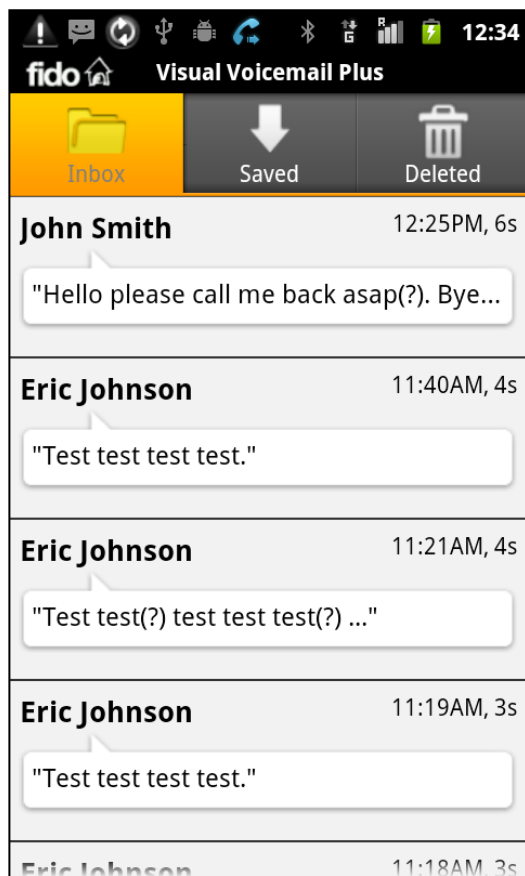 12:34
fido Visual Voicemail Plus
Inbox Saved Deleted
John Smith 12:25PM, 6s
"Hello please call me back asap(?). Bye...
Eric Johnson 11:40AM, 4s
"Test test test test."
Eric Johnson 11:21AM, 4s
"Test test(?) test test test(?) ..."
Eric Johnson 11:19AM, 3s
"Test test test test."
Eric Johnson 11:18AM, 3s